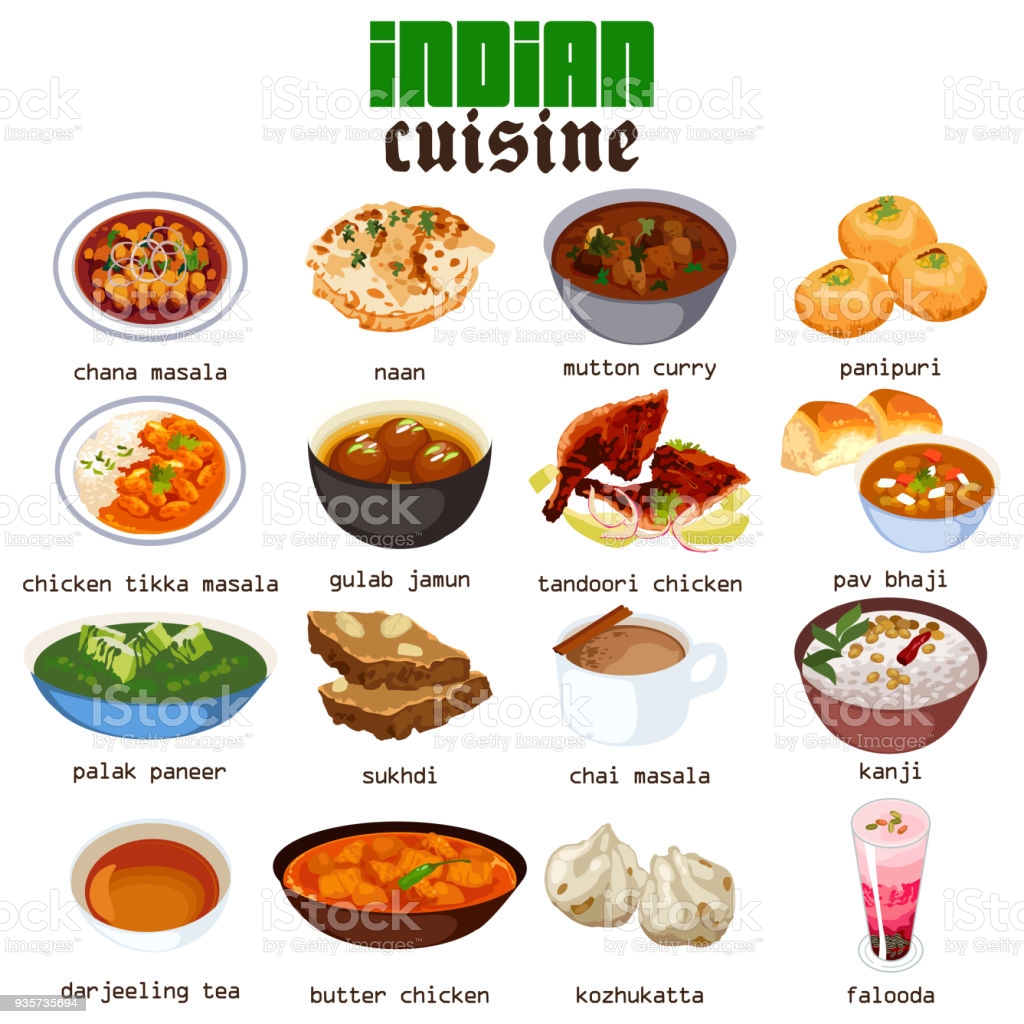 INDIAN
cuisine
chana masala
naan
mutton curry
panipuri
chicken tikka masala
gulab jamun
tandoori chicken
pav bhaji
palak paneer
sukhdi
chai masala
kanji
darjeeling tea
butter chicken
kozhukatta
falooda
iStock
by Getty Images™
935735694